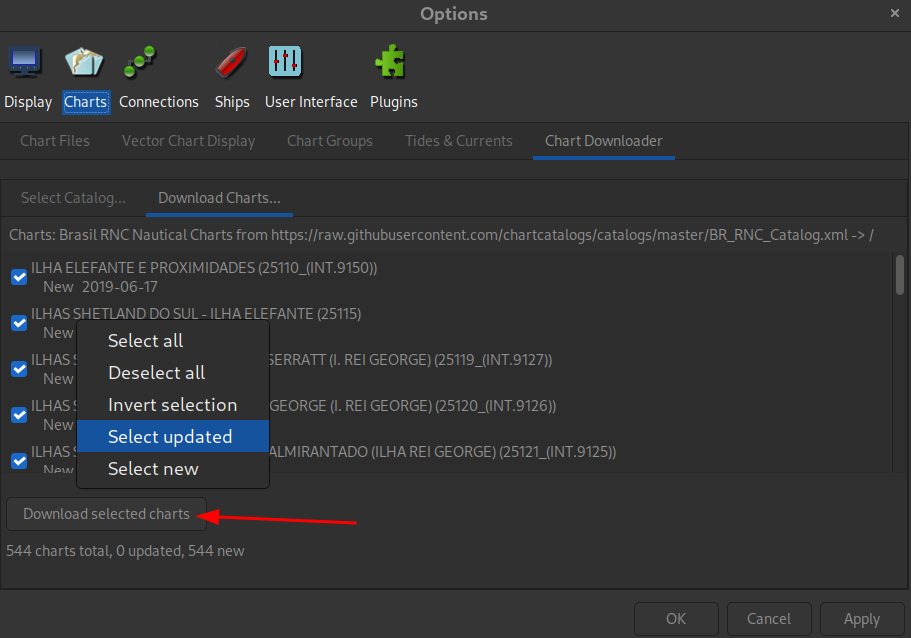 Options
Display Charts Connections Ships User Interface Plugins
Chart Files Vector Chart Display Chart Groups Tides & Currents Chart Downloader
Select Catalog... Download Charts...
Charts: Brasil RNC Nautical Charts from https://raw.githubusercontent.com/chartcatalogs/catalogs/master/BR_RNC_Catalog.xml -> /
ILHA ELEFANTE E PROXIMIDADES (25110_(INT.9150))
New 2019-06-17
ILHAS SHETLAND DO SUL - ILHA ELEFANTE (25115)
New
ILHAS SERRATT (I. REI GEORGE) (25119_(INT.9127))
New
ILHAS GEORGE (I. REI GEORGE) (25120_(INT.9126))
New
ILHAS ALMIRANTADO (ILHA REI GEORGE) (25121_(INT.9125))
New
Select all
Deselect all
Invert selection
Select updated
Select new
Download selected charts
544 charts total, 0 updated, 544 new
OK Cancel Apply